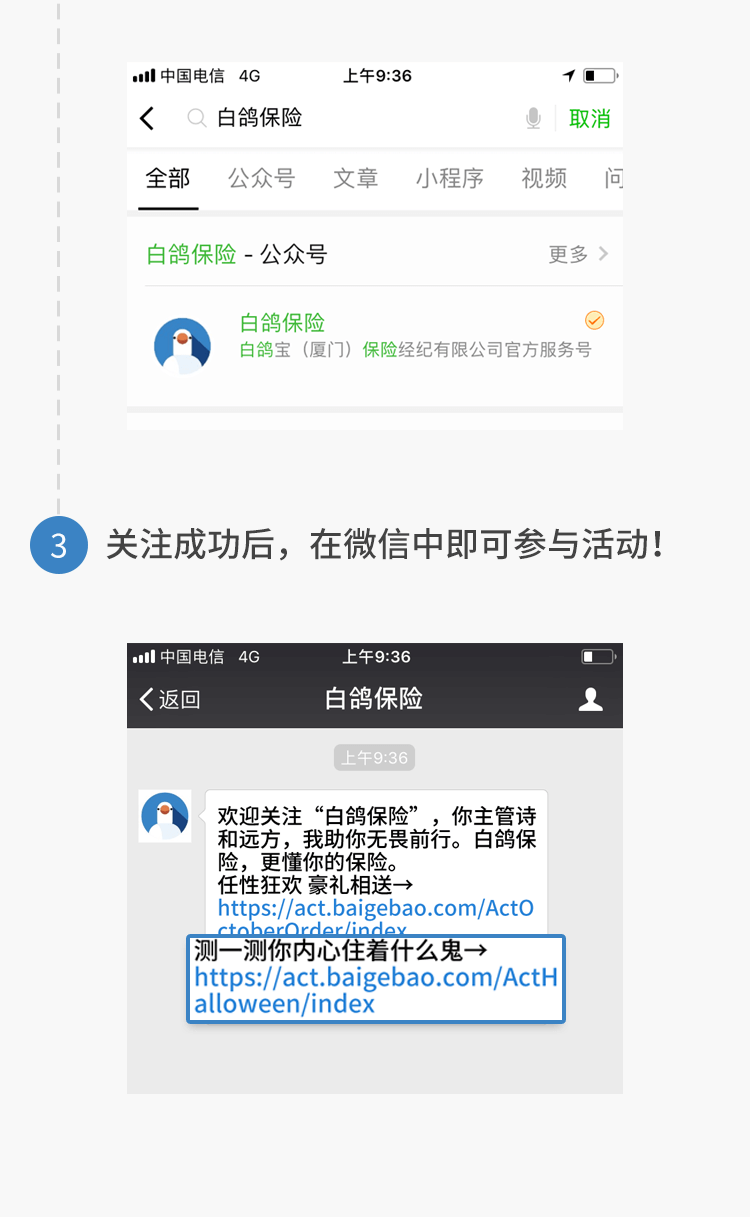 中国电信 4G 上午9:36
白鸽保险 取消
全部 公众号 文章 小程序 视频 问
白鸽保险 - 公众号 更多
白鸽保险
白鸽宝（厦门）保险经纪有限公司官方服务号
3 关注成功后，在微信中即可参与活动！
中国电信 4G 上午9:36
返回 白鸽保险
上午9:36
欢迎关注“白鸽保险”，你主管诗
和远方，我助你无畏前行。白鸽保
险，更懂你的保险。
任性狂欢 豪礼相送→
https://act.baigebao.com/ActO
ctoberOrder/index
测一测你内心住着什么鬼→
https://act.baigebao.com/ActH
alloween/index